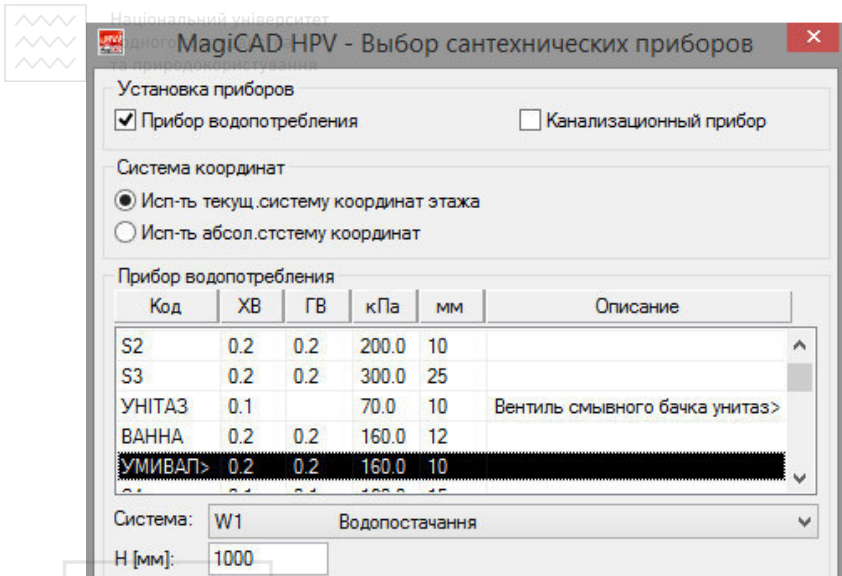 Національний університет
водного
та природокористування
MagiCAD HPV - Выбор сантехнических приборов
Установка приборов
Прибор водопотребления Канализационный прибор
Система координат
Исп-ть текущ.систему координат этажа
Исп-ть абсол.стстему координат
Прибор водопотребления
Код ХВ ГВ кПа мм Описание
S2 0.2 0.2 200.0 10
S3 0.2 0.2 300.0 25
УНІТАЗ 0.1 70.0 10 Вентиль смывного бачка унитаз>
ВАННА 0.2 0.2 160.0 12
УМИВАЛ> 0.2 0.2 160.0 10
Система: W1 Водопостачання
Н [мм]: 1000